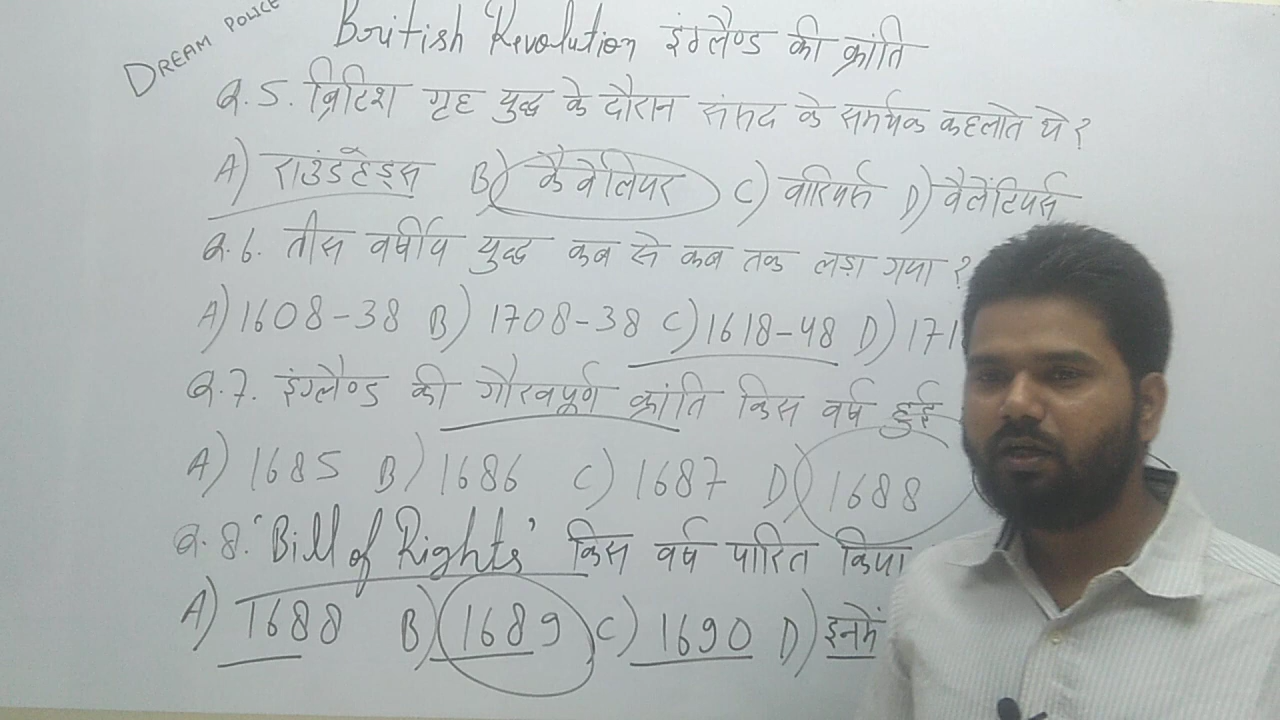 DREAM POLICE
British Revolution इंग्लैण्ड की क्रांति
Q.5. ब्रिटिश गृह युद्ध के दौरान संसद के समर्थक कहलाते थे?
A) राउंडहेड्स B) कैवेलियर C) वारियर्स D) वैलेंटियर्स
Q.6. तीस वर्षीय युद्ध कब से कब तक लड़ा गया?
A) 1608-38 B) 1708-38 C) 1618-48 D) 171
Q.7. इंग्लैण्ड की गौरवपूर्ण क्रांति किस वर्ष हुई
A) 1685 B) 1686 C) 1687 D) 1688
Q.8. 'Bill of Rights' किस वर्ष पारित किया
A) 1688 B) 1689 C) 1690 D) इनमें